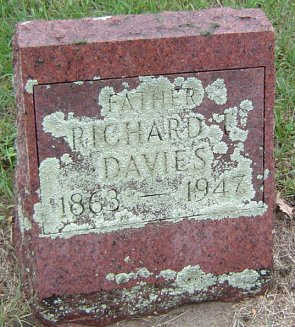 FATHER
RICHARD
DAVIES
1863 — 1947